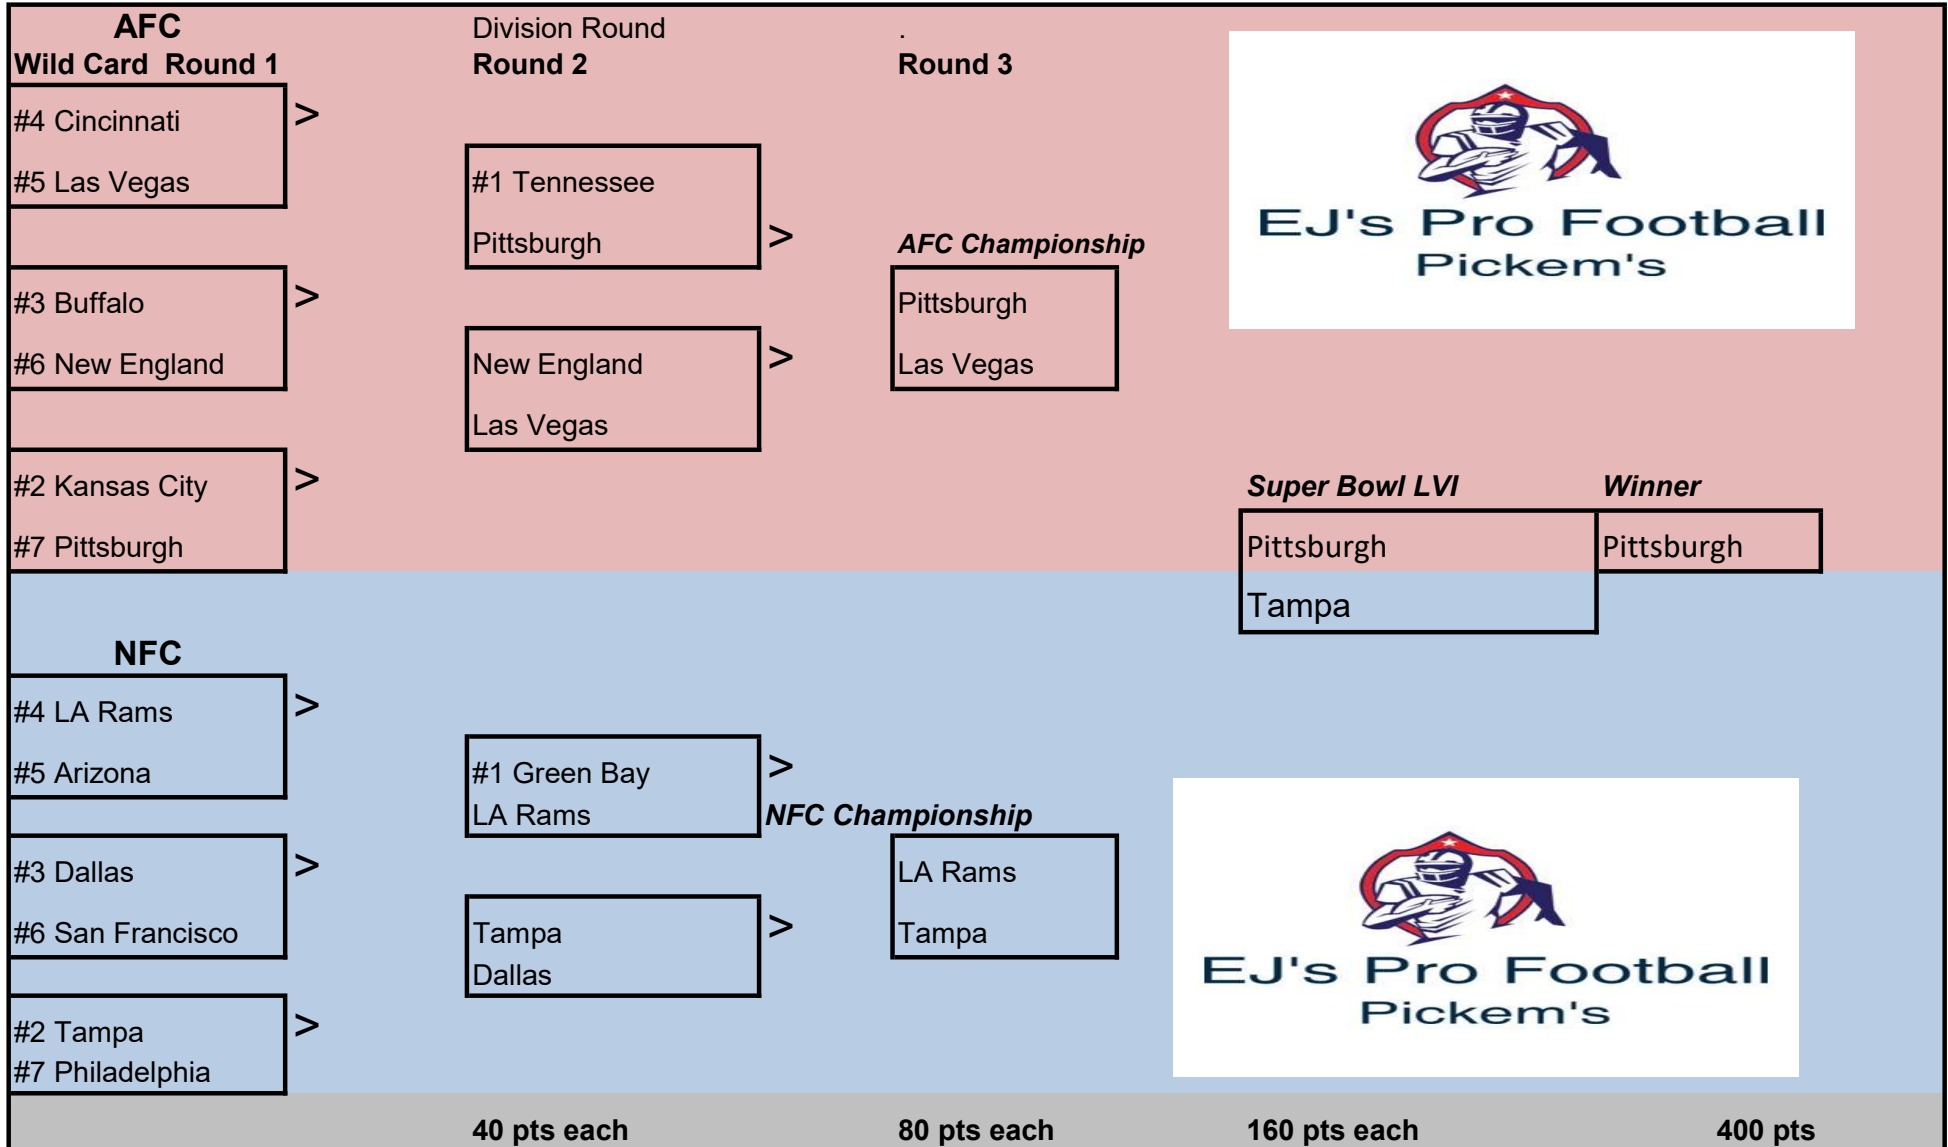 AFC
Division Round
.
Wild Card  Round 1
Round 2
Round 3
#4 Cincinnati
>
#5 Las Vegas
#1 Tennessee
Pittsburgh
>
AFC Championship
#3 Buffalo
>
Pittsburgh
#6 New England
New England
>
Las Vegas
Las Vegas
#2 Kansas City
>
#7 Pittsburgh
EJ's Pro Football
Pickem's
Super Bowl LVI
Winner
Pittsburgh
Pittsburgh
Tampa
NFC
#4 LA Rams
>
#5 Arizona
#1 Green Bay
>
LA Rams
NFC Championship
#3 Dallas
>
LA Rams
#6 San Francisco
Tampa
>
Tampa
Dallas
#2 Tampa
>
#7 Philadelphia
EJ's Pro Football
Pickem's
40 pts each
80 pts each
160 pts each
400 pts